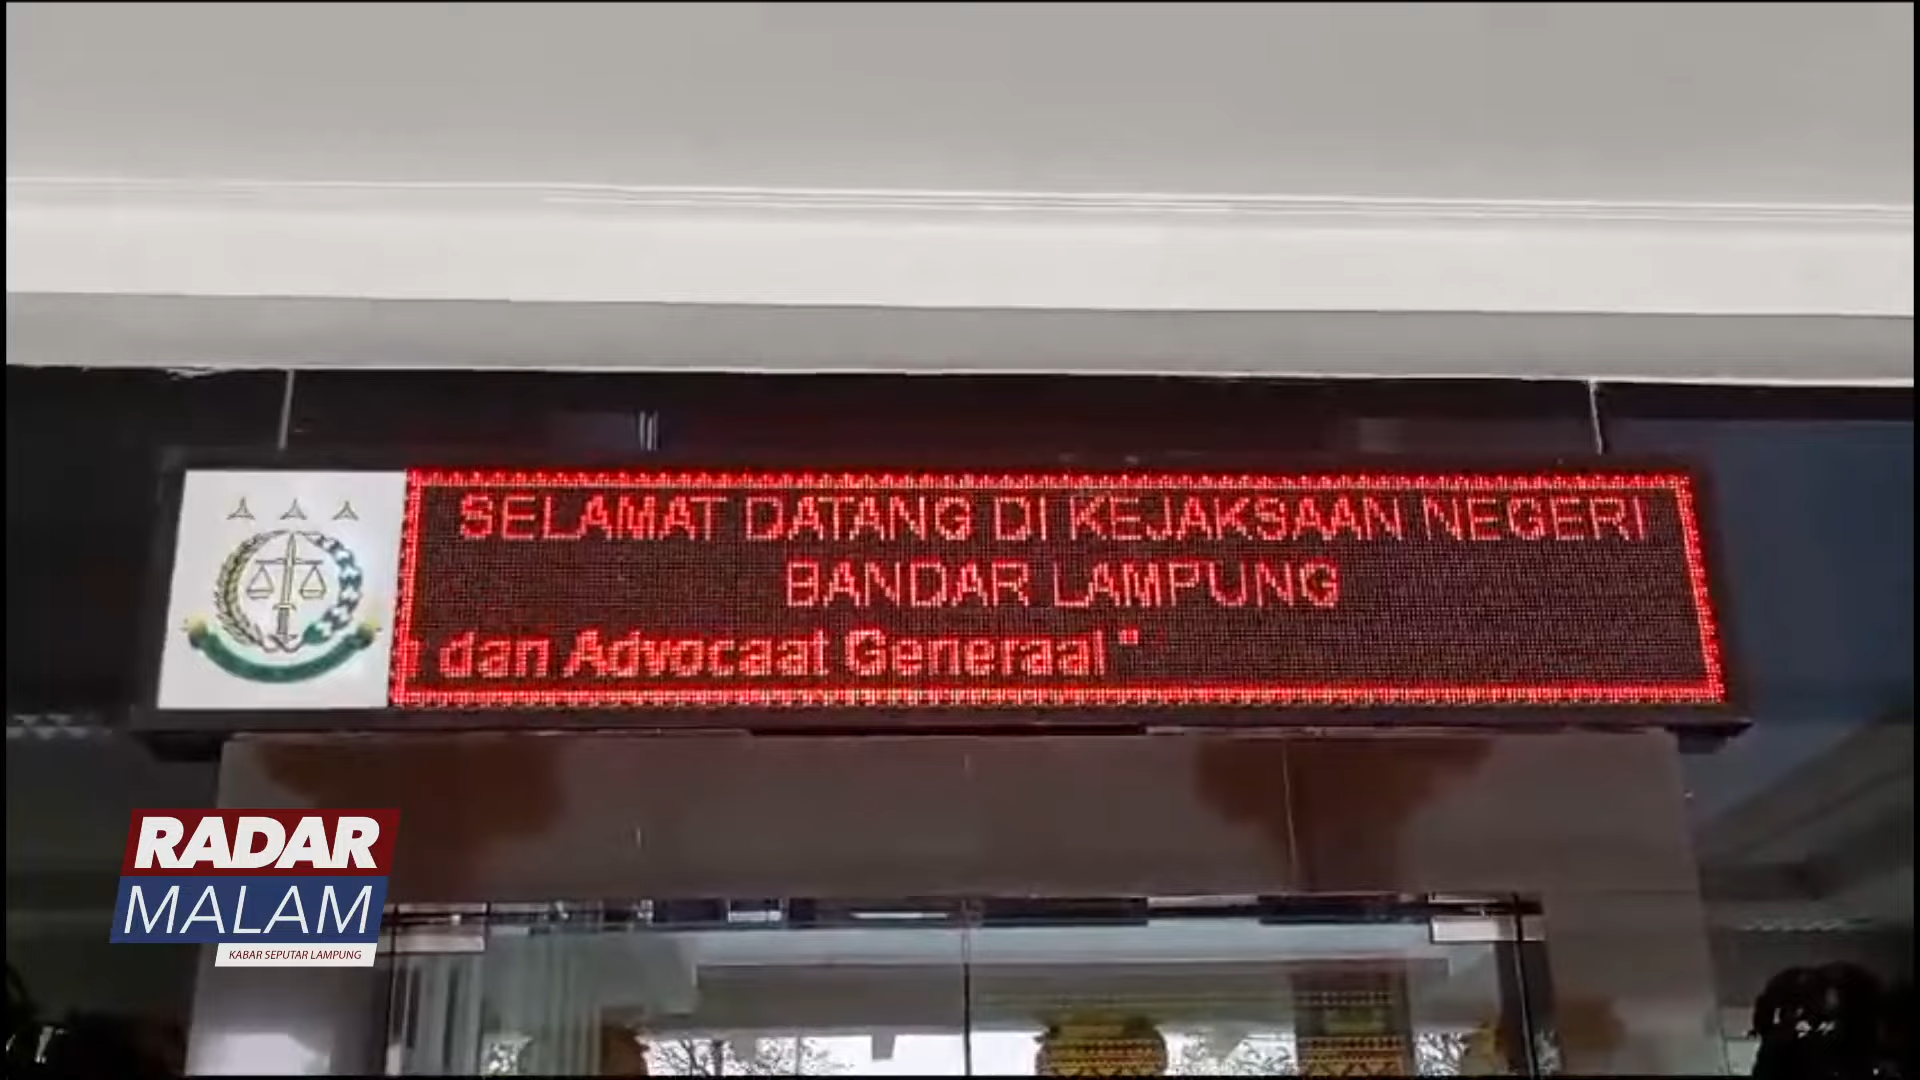 SELAMAT DATANG DI KEJAKSAAN NEGERI
BANDAR LAMPUNG
dan Advocaat Generaal "
RADAR
MALAM
KABAR SEPUTAR LAMPUNG